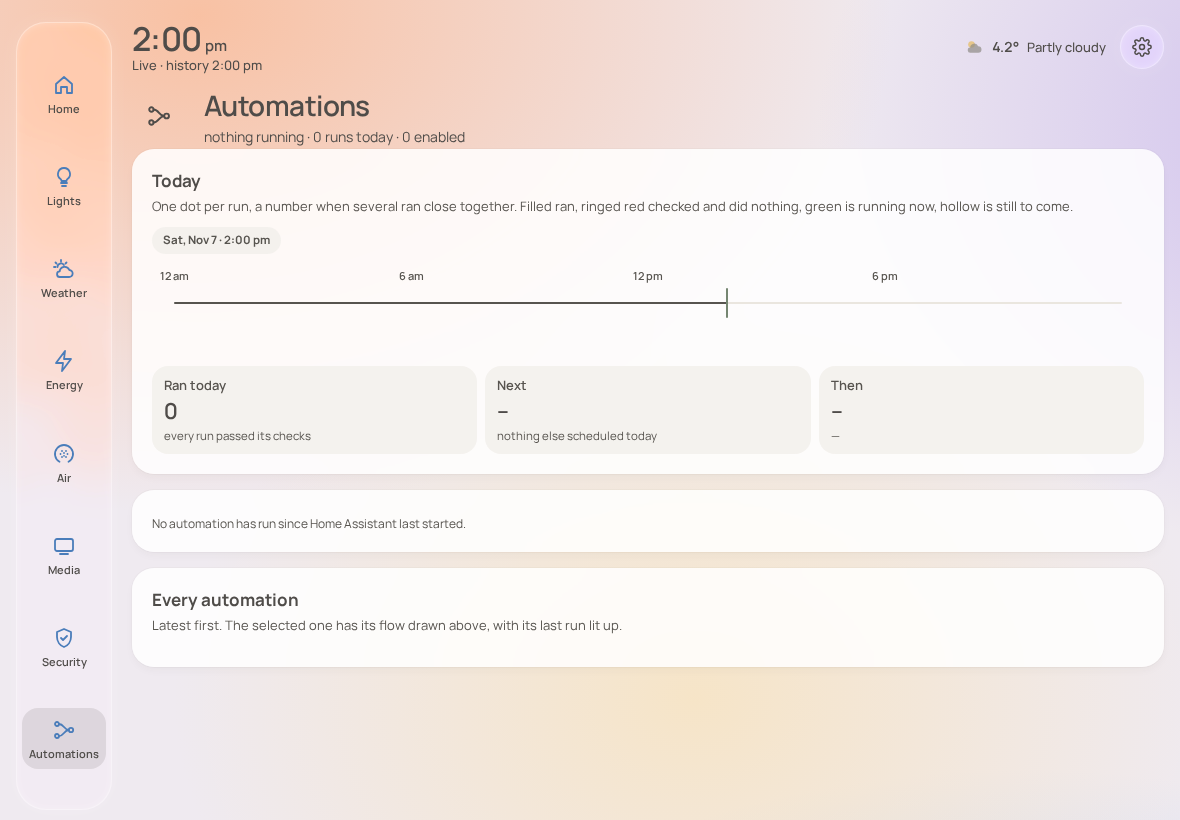 2:00 pm
Live · history 2:00 pm
4.2° Partly cloudy
Home
Lights
Weather
Energy
Air
Media
Security
Automations
Automations
nothing running · 0 runs today · 0 enabled
Today
One dot per run, a number when several ran close together. Filled ran, ringed red checked and did nothing, green is running now, hollow is still to come.
Sat, Nov 7 · 2:00 pm
12 am 6 am 12 pm 6 pm
Ran today
0
every run passed its checks
Next
–
nothing else scheduled today
Then
–
–
No automation has run since Home Assistant last started.
Every automation
Latest first. The selected one has its flow drawn above, with its last run lit up.